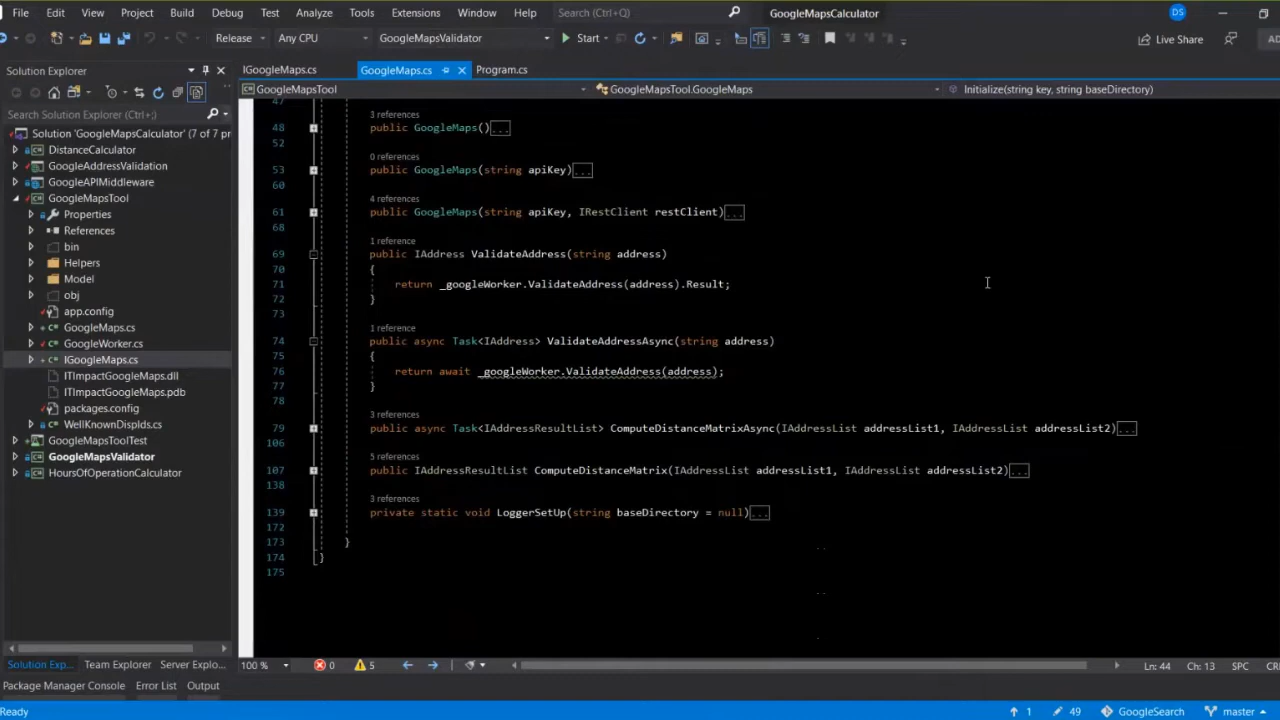 File Edit View Project Build Debug Test Analyze Tools Extensions Window Help Search (Ctrl+;) GoogleMapsCalculator DS
Release Any CPU GoogleMapsValidator Start Live Share AD
Solution Explorer
IGoogleMaps.cs GoogleMaps.cs Program.cs
GoogleMapsTool GoogleMapsTool.GoogleMaps Initialize(string key, string baseDirectory)
Search Solution Explorer (Ctrl+;)
Solution 'GoogleMapsCalculator' (7 of 7 pr
DistanceCalculator
GoogleAddressValidation
GoogleAPIMiddleware
GoogleMapsTool
Properties
References
bin
Helpers
Model
obj
app.config
GoogleMaps.cs
GoogleWorker.cs
IGoogleMaps.cs
ITImpactGoogleMaps.dll
ITImpactGoogleMaps.pdb
packages.config
WellKnownDispIds.cs
GoogleMapsToolTest
GoogleMapsValidator
HoursOfOperationCalculator
47
3 references
48 public GoogleMaps()...
52
0 references
53 public GoogleMaps(string apiKey)...
60
4 references
61 public GoogleMaps(string apiKey, IRestClient restClient)...
68
1 reference
69 public IAddress ValidateAddress(string address)
70 {
71 return _googleWorker.ValidateAddress(address).Result;
72 }
73
1 reference
74 public async Task<IAddress> ValidateAddressAsync(string address)
75 {
76 return await _googleWorker.ValidateAddress(address);
77 }
78
3 references
79 public async Task<IAddressResultList> ComputeDistanceMatrixAsync(IAddressList addressList1, IAddressList addressList2)...
106
5 references
107 public IAddressResultList ComputeDistanceMatrix(IAddressList addressList1, IAddressList addressList2)...
138
3 references
139 private static void LoggerSetUp(string baseDirectory = null)...
172
173 }
174 }
175
Solution Exp... Team Explorer Server Explo... 100 % 0 5 Ln: 44 Ch: 13 SPC CR
Package Manager Console Error List Output
Ready 1 49 GoogleSearch master